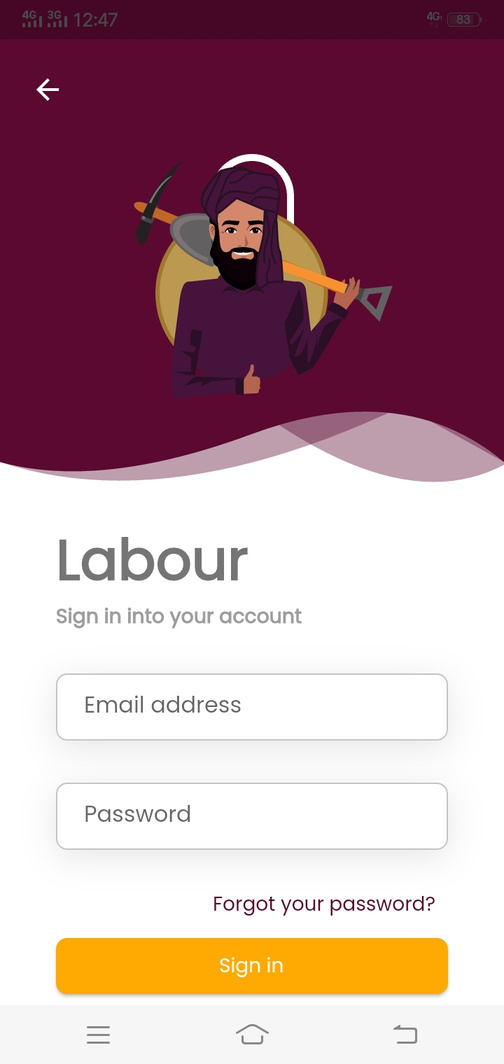 4G 3G 12:47 4G 83
Labour
Sign in into your account
Email address
Password
Forgot your password?
Sign in